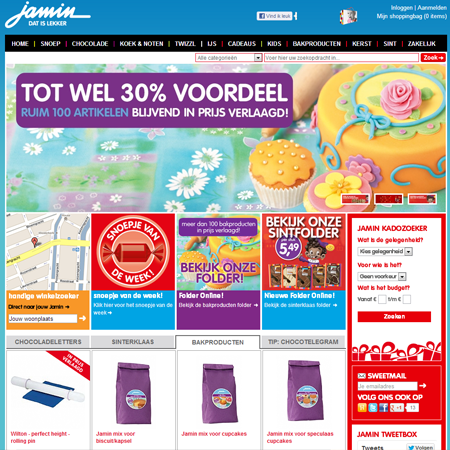 jamin
DAT IS LEKKER
Vind ik leuk
Inloggen | Aanmelden
Mijn shoppingbag (0 items)
HOME | SNOEP | CHOCOLADE | KOEK & NOTEN | TWIZZL | IJS | CADEAUS | KIDS | BAKPRODUCTEN | KERST | SINT | ZAKELIJK
Alle categorieën
Voer hier uw zoekopdracht in...
Zoek
TOT WEL 30% VOORDEEL
RUIM 100 ARTIKELEN BLIJVEND IN PRIJS VERLAAGD!
handige winkelzoeker
Direct naar jouw Jamin
Jouw woonplaats
SNOEPJE VAN
DE WEEK!
snoepje van de week!
Klik hier voor het snoepje van de
week!
meer dan 100 bakproducten
in prijs verlaagd!
BEKIJK ONZE
FOLDER!
Folder Online!
Bekijk de bakproducten folder
BEKIJK ONZE
SINTFOLDER
5,49
Nieuwe Folder Online!
Bekijk de sinterklaas folder
JAMIN KADOZOEKER
Wat is de gelegenheid?
Kies gelegenheid
Voor wie is het?
Geen voorkeur
Wat is het budget?
Vanaf € t/m €
Zoeken
SWEETMAIL
Je emailadres
VOLG ONS OOK OP
+1 13
JAMIN TWEETBOX
Tweets
Volgen
CHOCOLADELETTERS
SINTERKLAAS
BAKPRODUCTEN
TIP: CHOCOTELEGRAM
IN PRIJS
VERLAAGD
Wilton - perfect height -
rolling pin
Jamin mix voor
biscuit/kapsel
Jamin mix voor cupcakes
Jamin mix voor speculaas
cupcakes